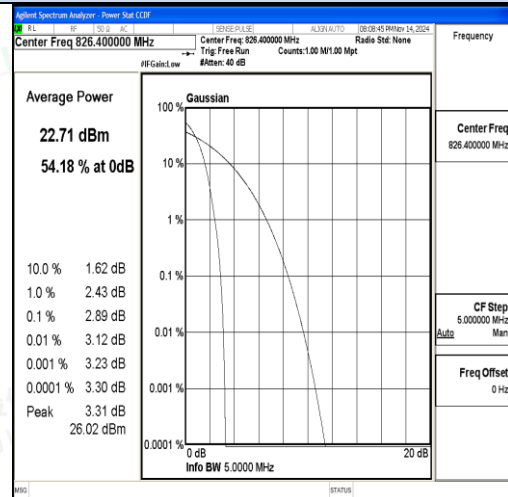 Agilent Spectrum Analyzer - Power Stat CCDF
RL RF 50 Ω AC SENSE:PULSE ALIGN AUTO 08:08:45 PM Nov 14, 2024
Center Freq 826.400000 MHz
Center Freq: 826.400000 MHz Radio Std: None
Trig: Free Run Counts:1.00 M/1.00 Mpt
#IFGain:Low #Atten: 40 dB
Frequency
Average Power
22.71 dBm
54.18 % at 0dB
10.0 % 1.62 dB
1.0 % 2.43 dB
0.1 % 2.89 dB
0.01 % 3.12 dB
0.001 % 3.23 dB
0.0001 % 3.30 dB
Peak 3.31 dB
26.02 dBm
Gaussian
100 %
10 %
1 %
0.1 %
0.01 %
0.001 %
0.0001 %
0 dB 20 dB
Info BW 5.0000 MHz
Center Freq
826.400000 MHz
CF Step
5.000000 MHz
Auto Man
Freq Offset
0 Hz
MSG STATUS